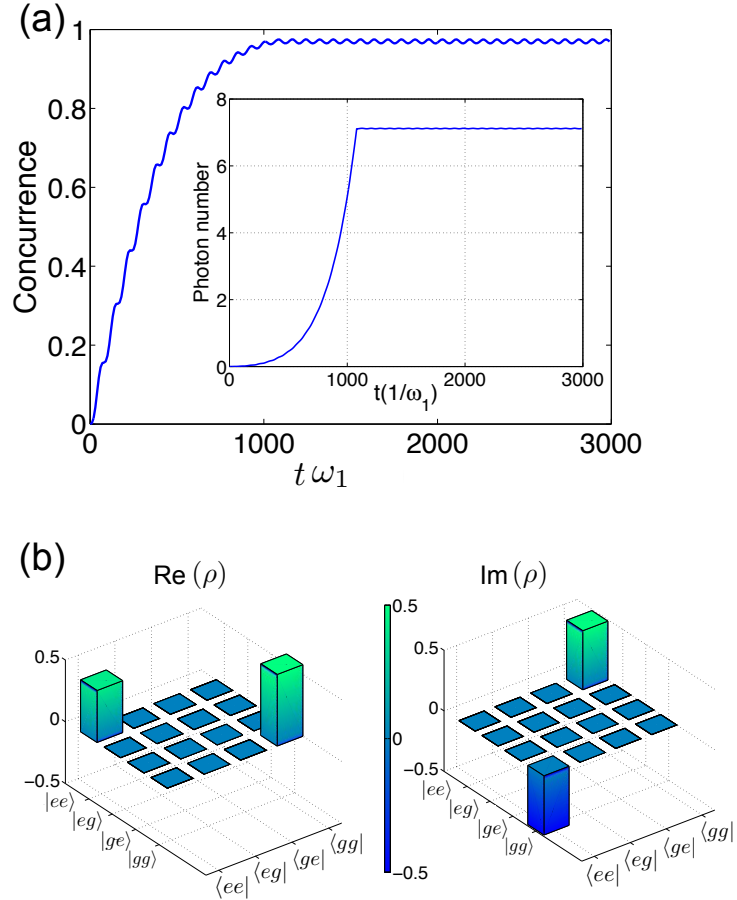 (a)
Concurrence
1
0.8
0.6
0.4
0.2
0
0
1000
2000
3000
t ω₁
Photon number
8
6
4
2
0
0
1000
2000
3000
t(1/ω₁)
(b)
Re (ρ)
0.5
0
−0.5
|ee⟩
|eg⟩
|ge⟩
|gg⟩
⟨ee|
⟨eg|
⟨ge|
⟨gg|
0.5
0
−0.5
Im (ρ)
0.5
0
−0.5
|ee⟩
|eg⟩
|ge⟩
|gg⟩
⟨ee|
⟨eg|
⟨ge|
⟨gg|